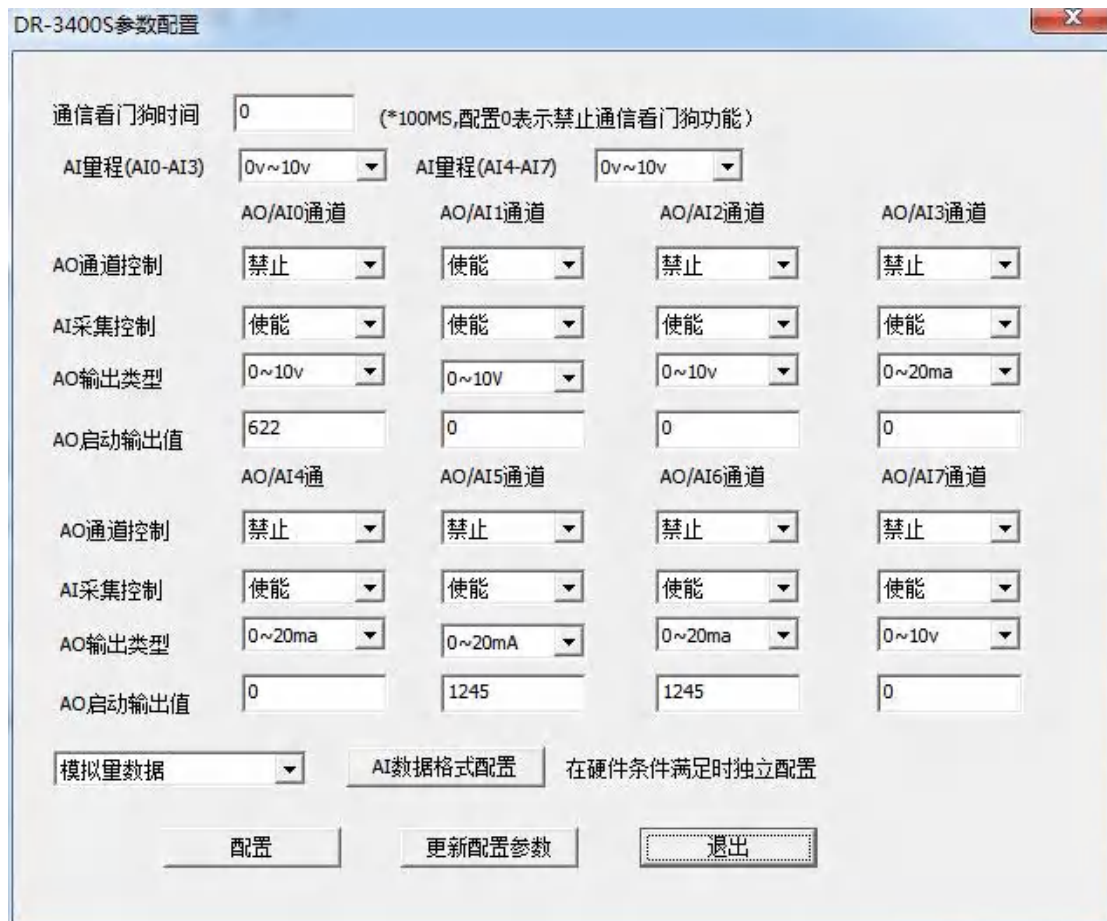 DR-3400S参数配置
通信看门狗时间 0 (*100MS,配置0表示禁止通信看门狗功能）
AI量程(AI0-AI3) 0v~10v AI量程(AI4-AI7) 0v~10v
AO/AI0通道 AO/AI1通道 AO/AI2通道 AO/AI3通道
AO通道控制 禁止 使能 禁止 禁止
AI采集控制 使能 使能 使能 使能
AO输出类型 0~10v 0~10V 0~10v 0~20ma
AO启动输出值 622 0 0 0
AO/AI4通 AO/AI5通道 AO/AI6通道 AO/AI7通道
AO通道控制 禁止 禁止 禁止 禁止
AI采集控制 使能 使能 使能 使能
AO输出类型 0~20ma 0~20mA 0~20ma 0~10v
AO启动输出值 0 1245 1245 0
模拟量数据 AI数据格式配置 在硬件条件满足时独立配置
配置 更新配置参数 退出